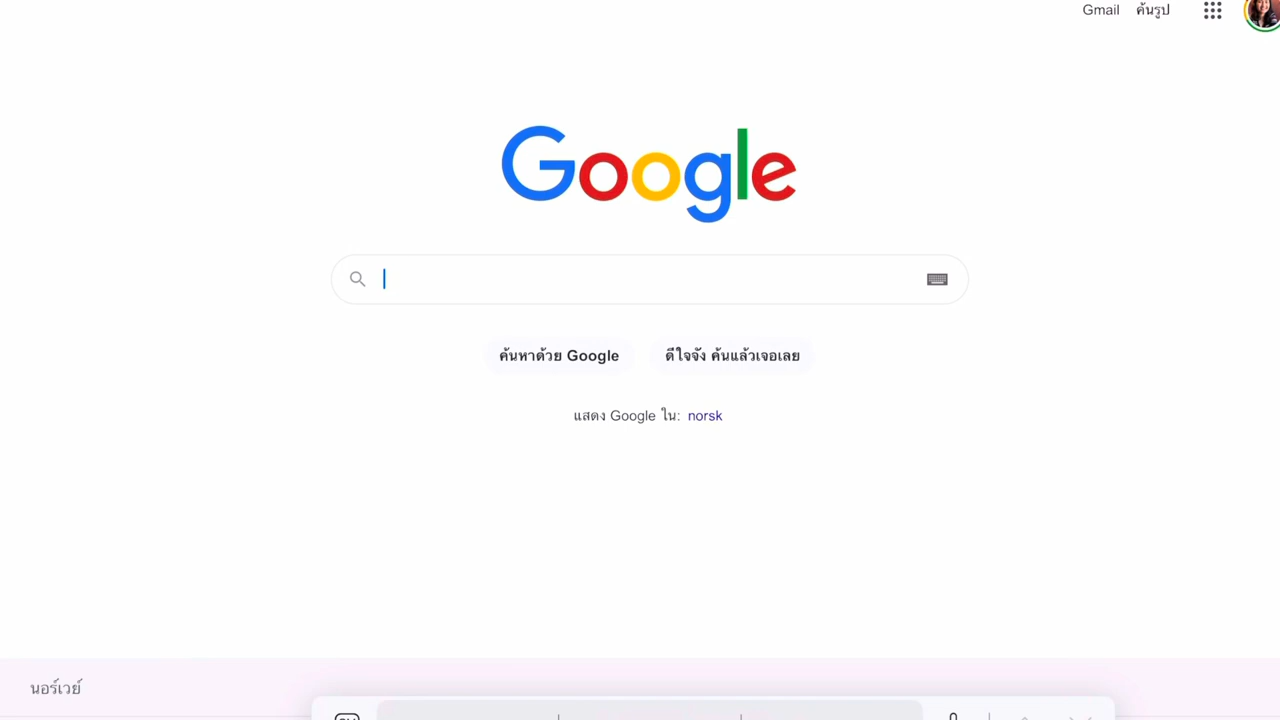 Gmail ค้นรูป
Google
ค้นหาด้วย Google ดีใจจัง ค้นแล้วเจอเลย
แสดง Google ใน: norsk
นอร์เวย์